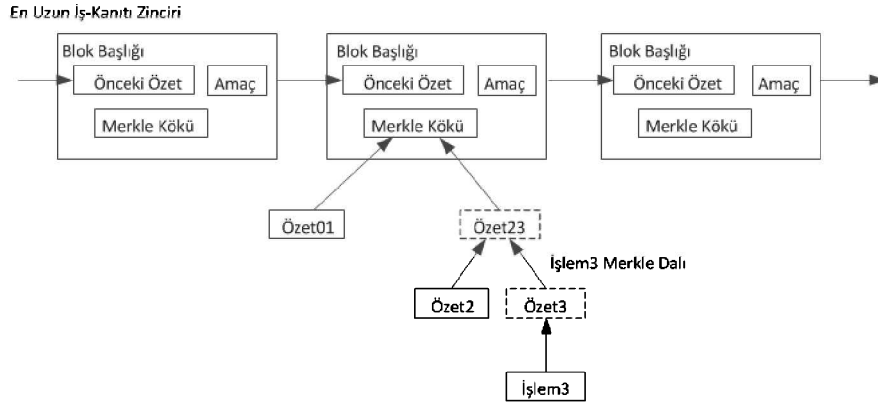 En Uzun İş-Kanıtı Zinciri
Blok Başlığı
Önceki Özet
Amaç
Merkle Kökü
Blok Başlığı
Önceki Özet
Amaç
Merkle Kökü
Blok Başlığı
Önceki Özet
Amaç
Merkle Kökü
Özet01
Özet23
İşlem3 Merkle Dalı
Özet2
Özet3
İşlem3